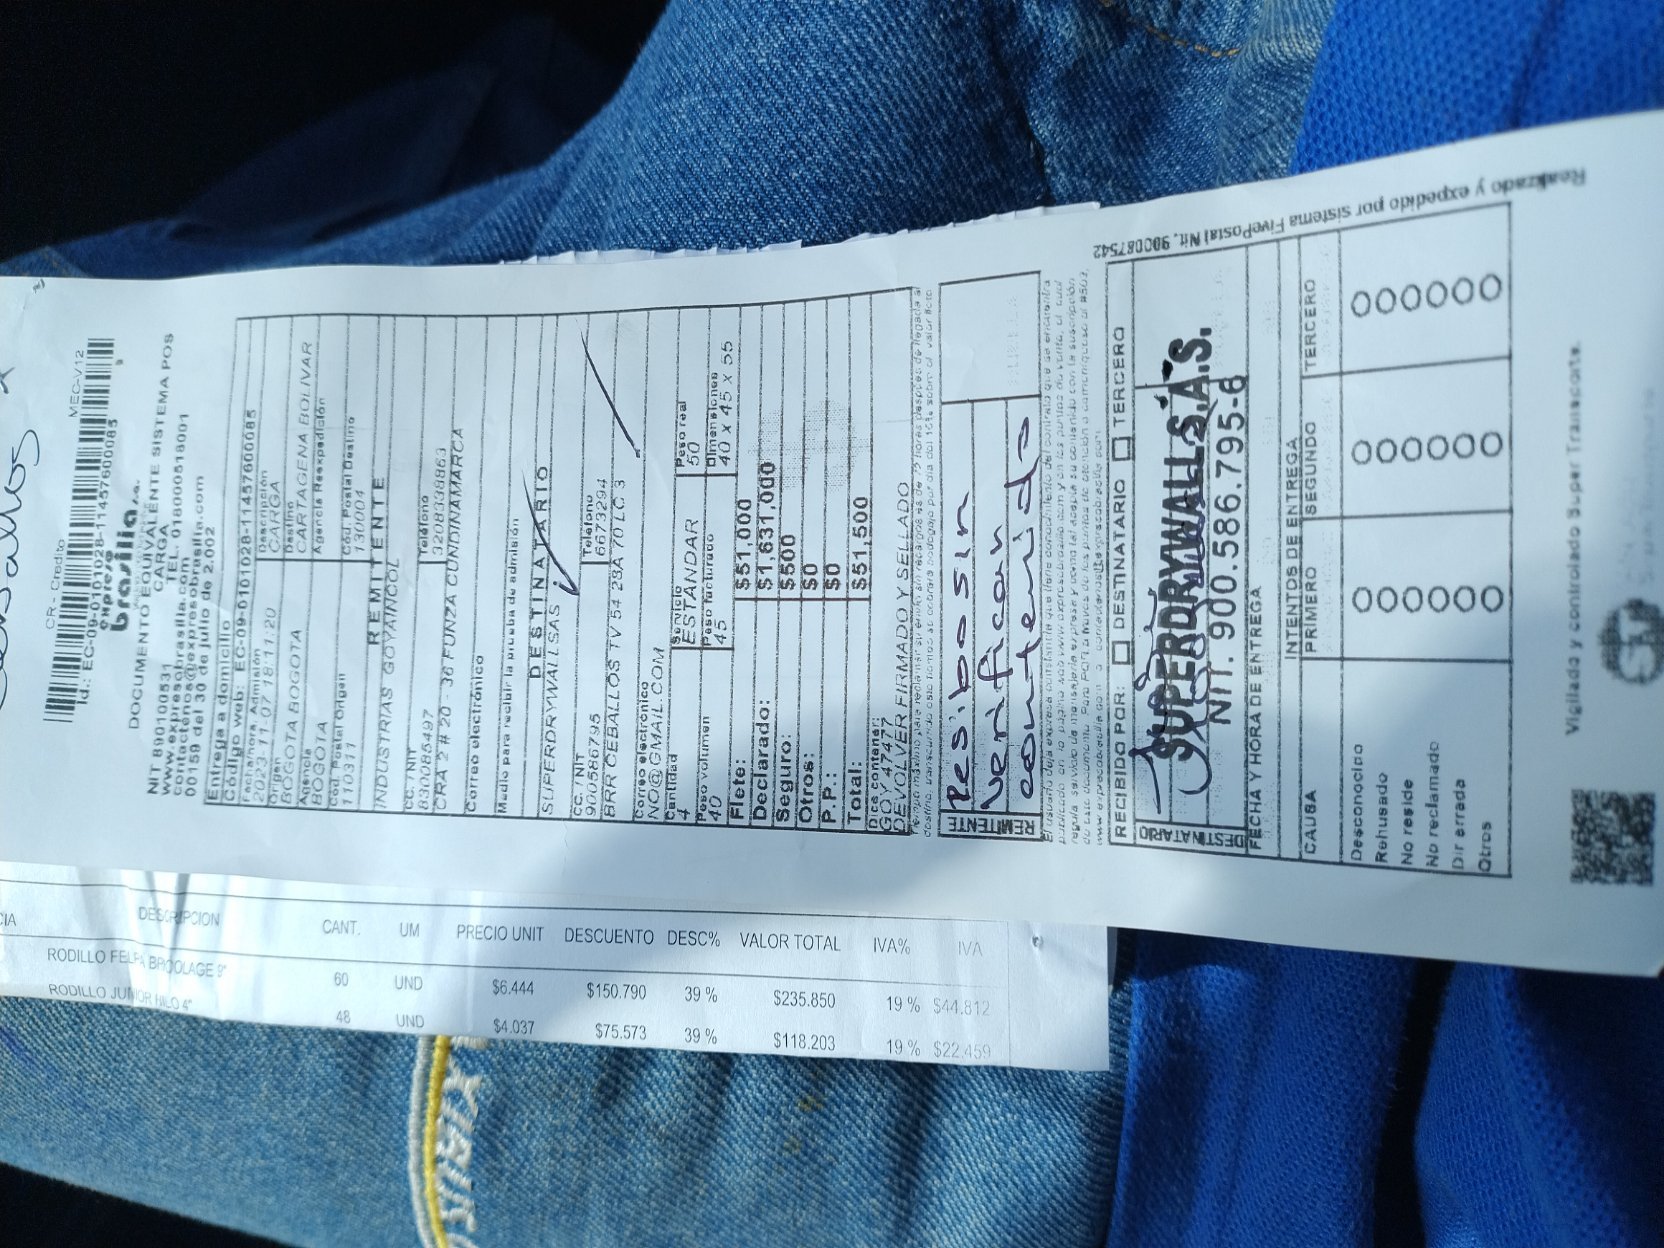 CR - Credito
MEC-V12
Id.: EC-09-0101028-11457600085
expreso
brasilia s.a.
DOCUMENTO EQUIVALENTE SISTEMA POS
CARGA
NIT 890100531 TEL. 0180000518001
www.expresobrasilia.com
contactenos@expresobrasilia.com
00159 del 30 de julio de 2.002
Entrega a domicilio
Código web: EC-09-0101028-11457600085
Fecha/hora Admisión
2023-11-07 18:11:20
Descripción
CARGA
Origen
BOGOTA BOGOTA
Destino
CARTAGENA BOLIVAR
Agencia
BOGOTA
Agencia Reexpedición
Cód Postal Origen
110311
Cód. Postal Destino
130004
REMITENTE
INDUSTRIAS GOYAINCOL
CC. / NIT
830085497
Teléfono
3208338863
CRA 2 # 20 - 36 FUNZA CUNDINAMARCA
Correo electrónico
Medio para recibir la prueba de admisión
DESTINATARIO
SUPERDRYWALLSAS
CC. / NIT
900586795
Teléfono
6673294
BRR CEBALLOS TV 54 28A 70 LC 3
Correo electrónico
NO@GMAIL.COM
Cantidad
4
Servicio
ESTANDAR
Peso real
50
Peso volumen
40
Peso facturado
45
Dimensiones
40 X 45 X 55
Flete: $51,000
Declarado: $1,631,000
Seguro: $500
Otros: $0
P.P.: $0
Total: $51,500
Dice contener:
GOY 47477
DEVOLVER FIRMADO Y SELLADO
REMITENTE
Resibo sin
verifican
contenido
RECIBIDO POR: DESTINATARIO TERCERO
DESTINATARIO
SUPERDRYWALL S.A.S.
NIT. 900.586.795-6
FECHA Y HORA DE ENTREGA
INTENTOS DE ENTREGA
CAUSA PRIMERO SEGUNDO TERCERO
Desconocido
Rehusado
No reside
No reclamado
Dir errada
Otros
Realizado y expedido por sistema FivePostal Nit. 900087542
Vigilado y controlado Super Transporte.
DESCRIPCION CANT. UM PRECIO UNIT DESCUENTO DESC% VALOR TOTAL IVA% IVA
RODILLO FELPA BRICOLAGE 9" 60 UND $6.444 $150.790 39 % $235.850 19 % $44.812
RODILLO JUNIOR HILO 4" 48 UND $4.037 $75.573 39 % $118.203 19 % $22.459